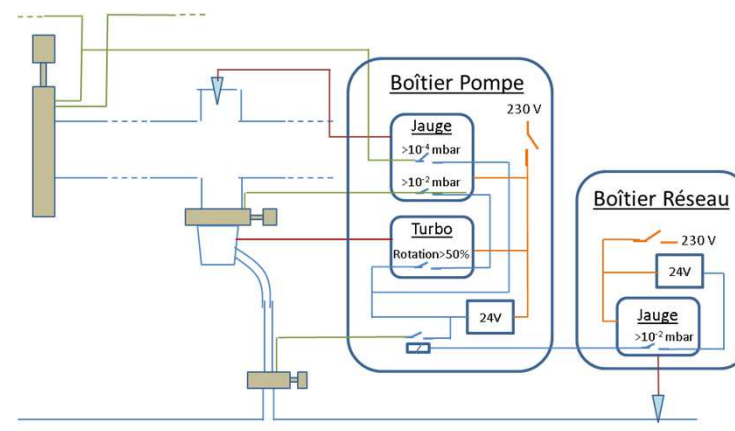 Boîtier Pompe
230 V
Jauge
>10⁻⁴ mbar
>10⁻² mbar
Turbo
Rotation>50%
24V
Boîtier Réseau
230 V
24V
Jauge
>10⁻² mbar